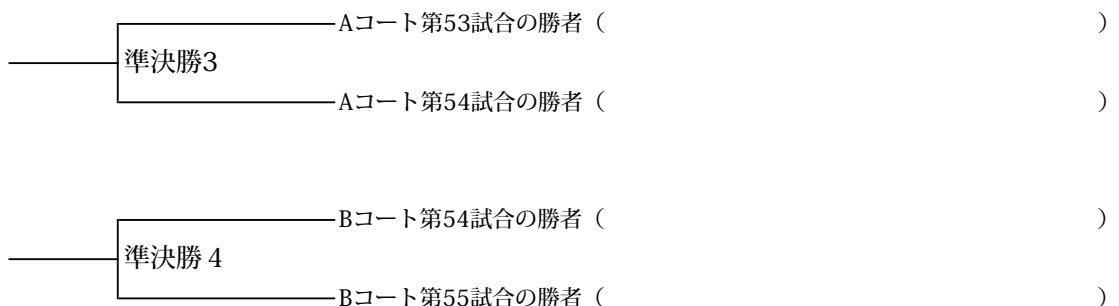 Aコート第53試合の勝者（　　　　　　　　　　　　　　　　　　　　）
準決勝3
Aコート第54試合の勝者（　　　　　　　　　　　　　　　　　　　　）
Bコート第54試合の勝者（　　　　　　　　　　　　　　　　　　　　）
準決勝４
Bコート第55試合の勝者（　　　　　　　　　　　　　　　　　　　　）